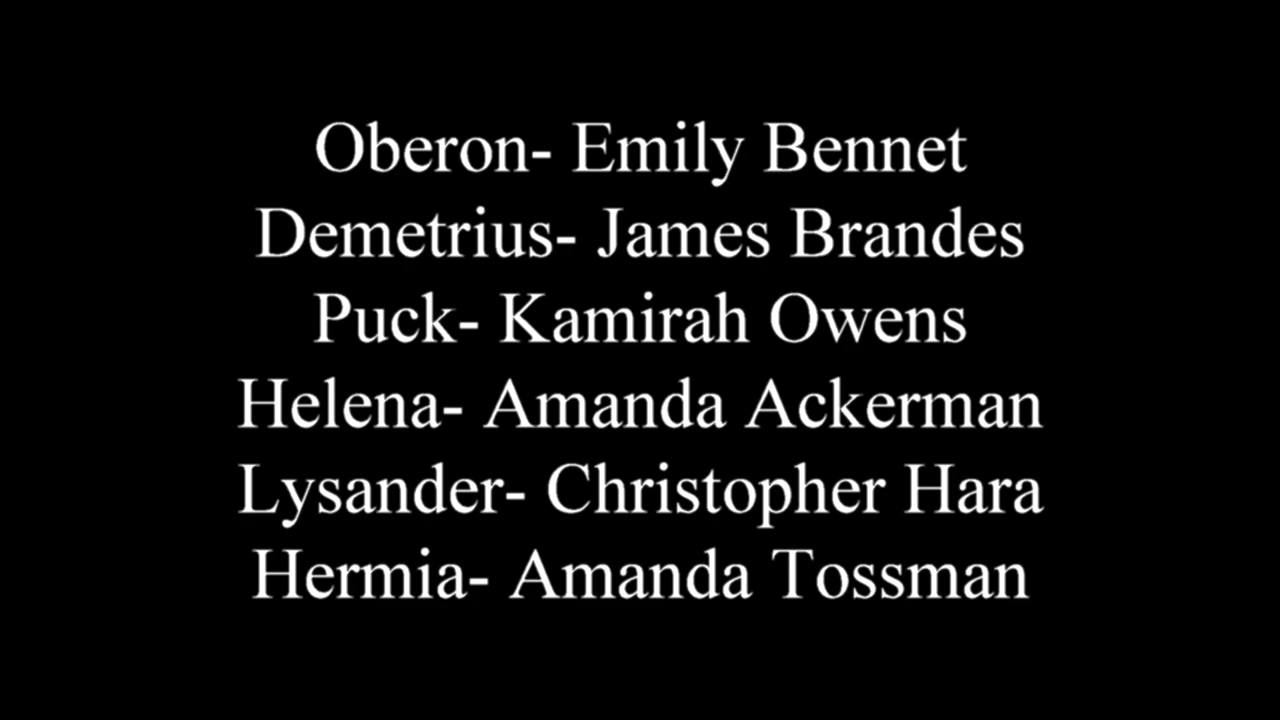 Oberon- Emily Bennet
Demetrius- James Brandes
Puck- Kamirah Owens
Helena- Amanda Ackerman
Lysander- Christopher Hara
Hermia- Amanda Tossman